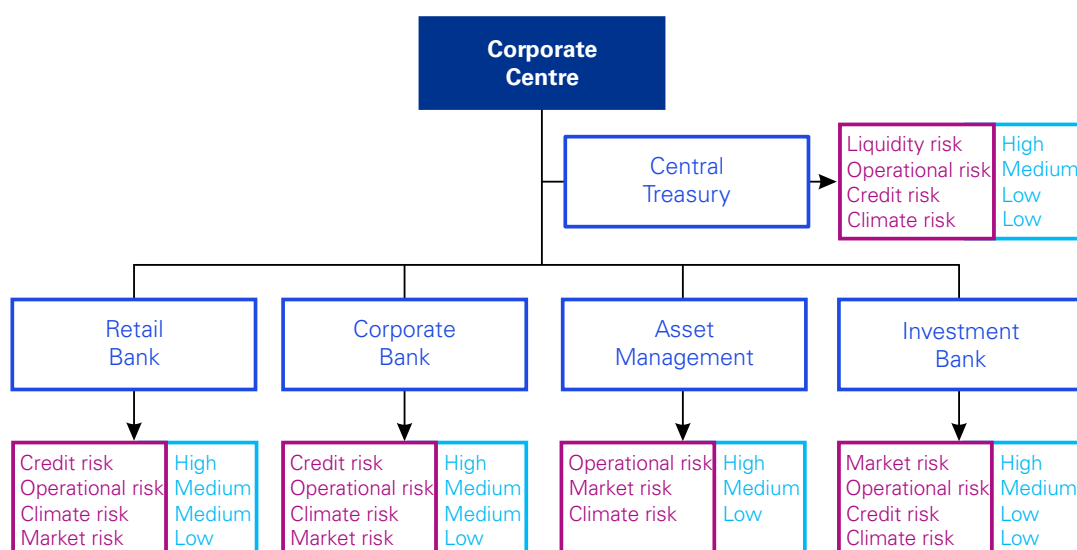 Corporate
Centre
Central
Treasury
Liquidity risk High
Operational risk Medium
Credit risk Low
Climate risk Low
Retail
Bank
Corporate
Bank
Asset
Management
Investment
Bank
Credit risk High
Operational risk Medium
Climate risk Medium
Market risk Low
Credit risk High
Operational risk Medium
Climate risk Medium
Market risk Low
Operational risk High
Market risk Medium
Climate risk Low
Market risk High
Operational risk Medium
Credit risk Low
Climate risk Low